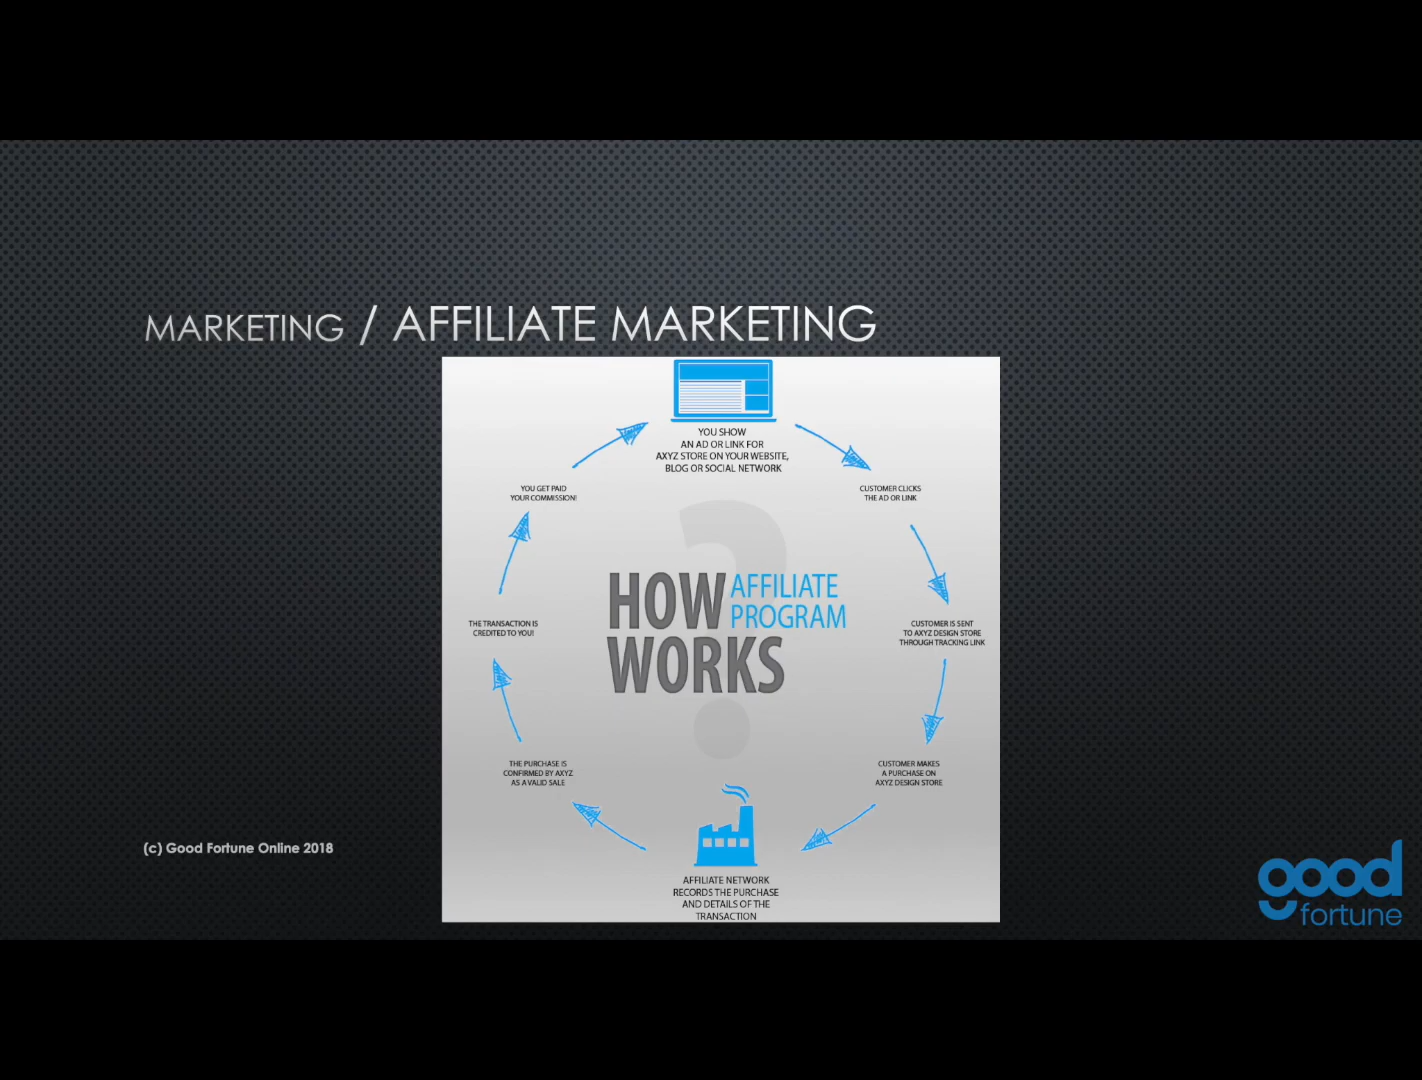 MARKETING / AFFILIATE MARKETING
YOU SHOW
AN AD OR LINK FOR
AXYZ STORE ON YOUR WEBSITE,
BLOG OR SOCIAL NETWORK
CUSTOMER CLICKS
THE AD OR LINK
CUSTOMER IS SENT
TO AXYZ DESIGN STORE
THROUGH TRACKING LINK
CUSTOMER MAKES
A PURCHASE ON
AXYZ DESIGN STORE
AFFILIATE NETWORK
RECORDS THE PURCHASE
AND DETAILS OF THE
TRANSACTION
THE PURCHASE IS
CONFIRMED BY AXYZ
AS A VALID SALE
THE TRANSACTION IS
CREDITED TO YOU!
YOU GET PAID
YOUR COMMISSION!
?
HOW AFFILIATE
PROGRAM
WORKS
(c) Good Fortune Online 2018
good
fortune